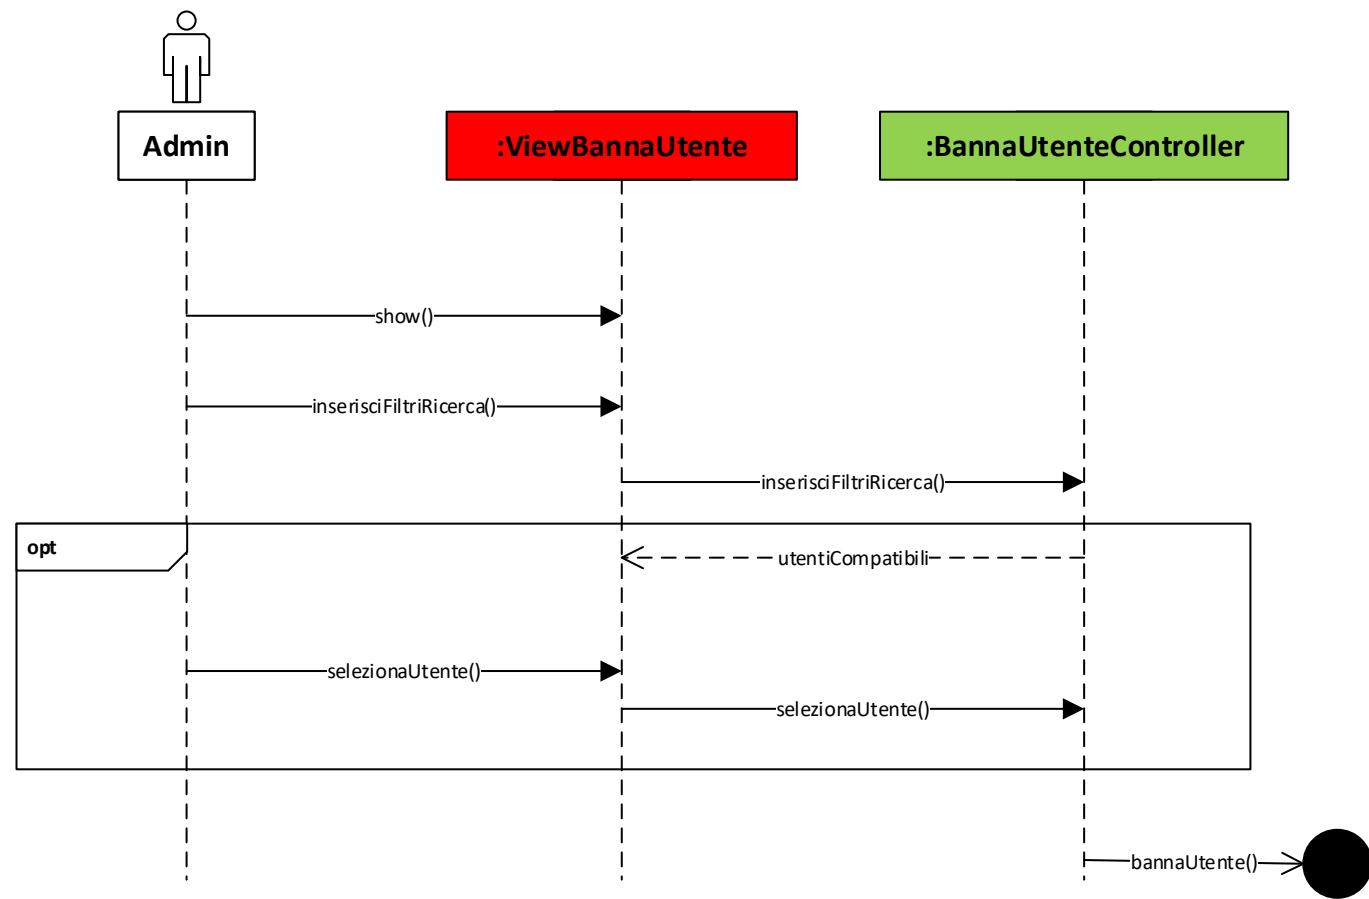 Admin
:ViewBannaUtente
:BannaUtenteController
show()
inserisciFiltriRicerca()
inserisciFiltriRicerca()
opt
utentiCompatibili
selezionaUtente()
selezionaUtente()
bannaUtente()